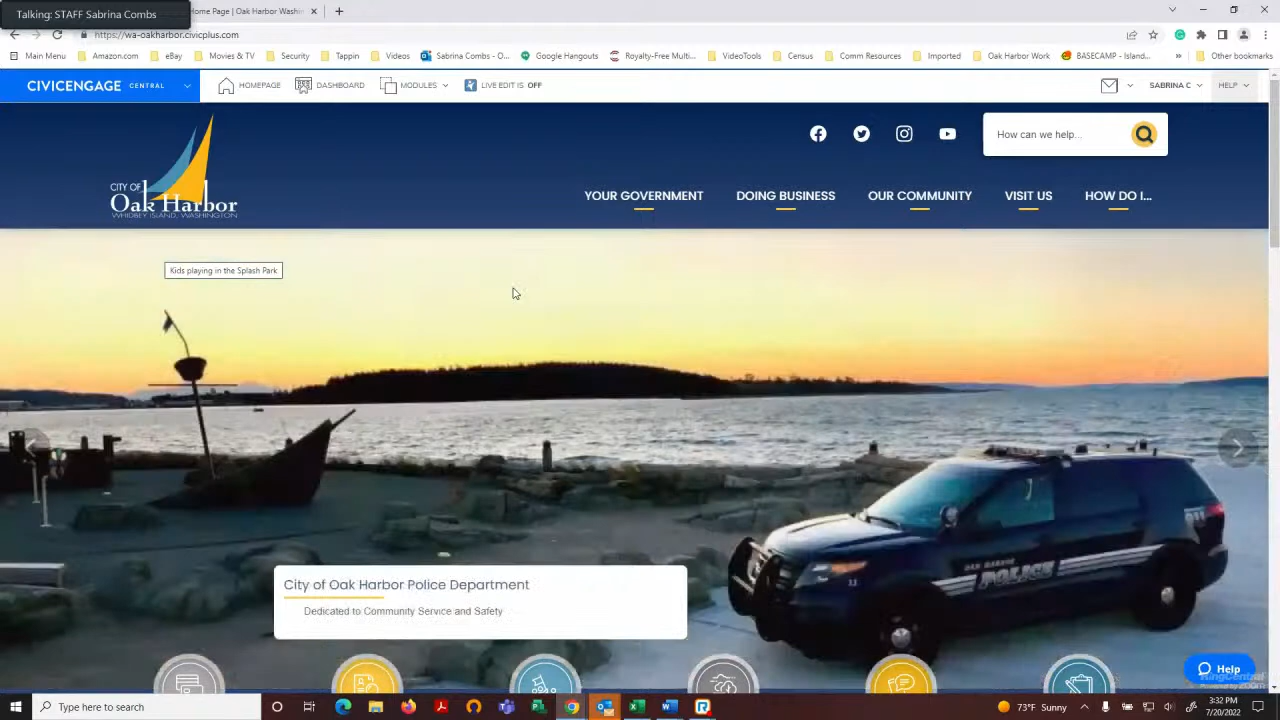 Talking: STAFF Sabrina Combs
Home Page | Oak Harbor Washin
https://wa-oakharbor.civicplus.com
Main Menu Amazon.com eBay Movies & TV Security Tappin Videos Sabrina Combs - O... Google Hangouts Royalty-Free Multi... VideoTools Census Comm Resources Imported Oak Harbor Work BASECAMP - Island... » Other bookmarks
CIVICENGAGE CENTRAL HOMEPAGE DASHBOARD MODULES LIVE EDIT IS OFF SABRINA C HELP
How can we help...
CITY OF
Oak Harbor
WHIDBEY ISLAND, WASHINGTON
YOUR GOVERNMENT DOING BUSINESS OUR COMMUNITY VISIT US HOW DO I...
Kids playing in the Splash Park
911
OAK HARBOR
POLICE
City of Oak Harbor Police Department
Dedicated to Community Service and Safety
Help
RingCentral
Type here to search
73°F Sunny
3:32 PM
7/20/2022